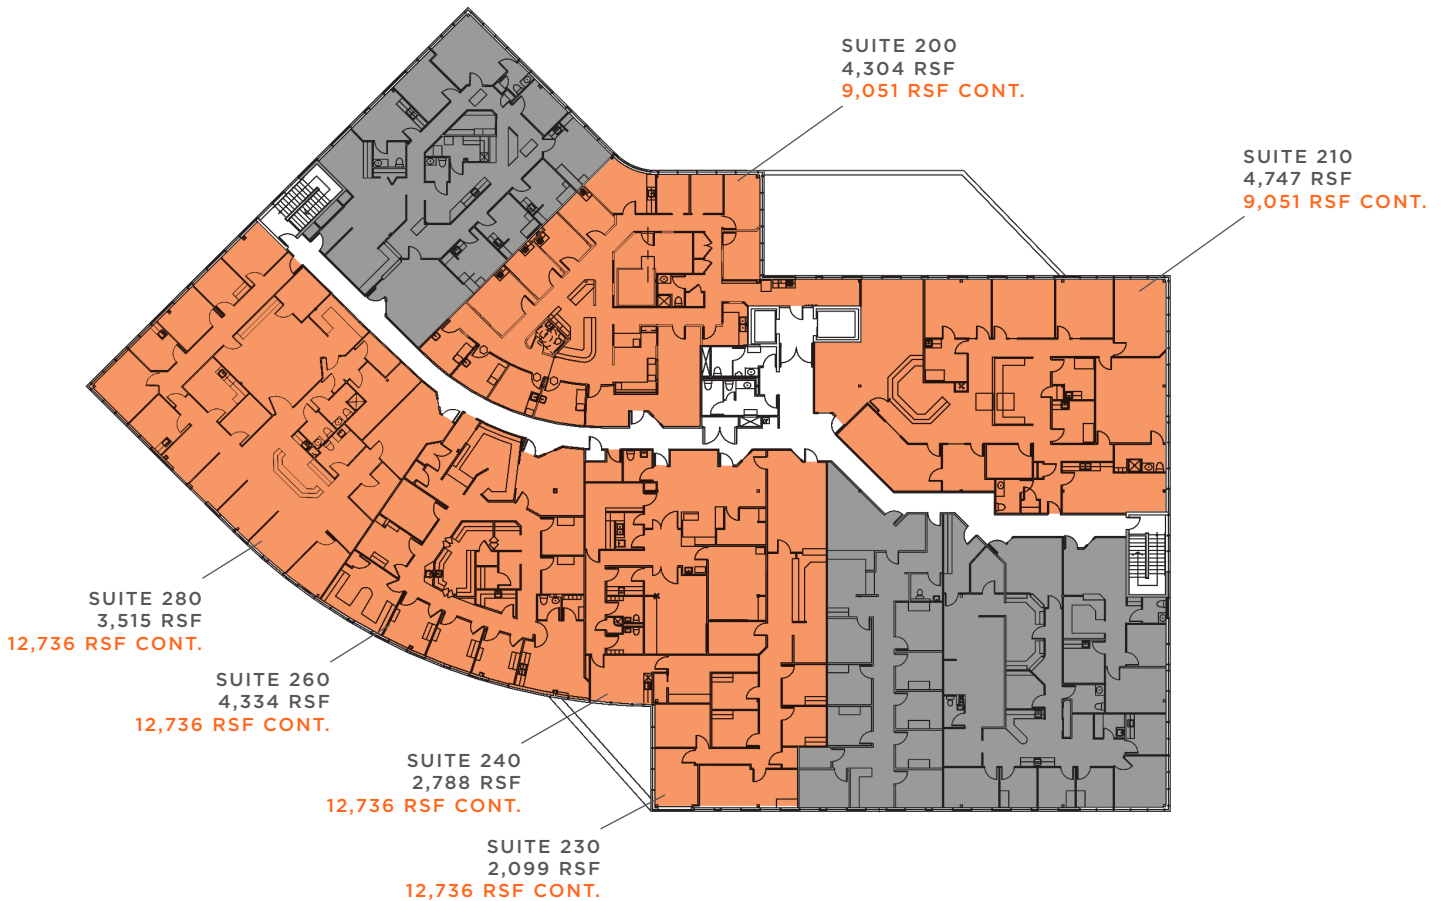 SUITE 200
4,304 RSF
9,051 RSF CONT.
SUITE 210
4,747 RSF
9,051 RSF CONT.
SUITE 280
3,515 RSF
12,736 RSF CONT.
SUITE 260
4,334 RSF
12,736 RSF CONT.
SUITE 240
2,788 RSF
12,736 RSF CONT.
SUITE 230
2,099 RSF
12,736 RSF CONT.